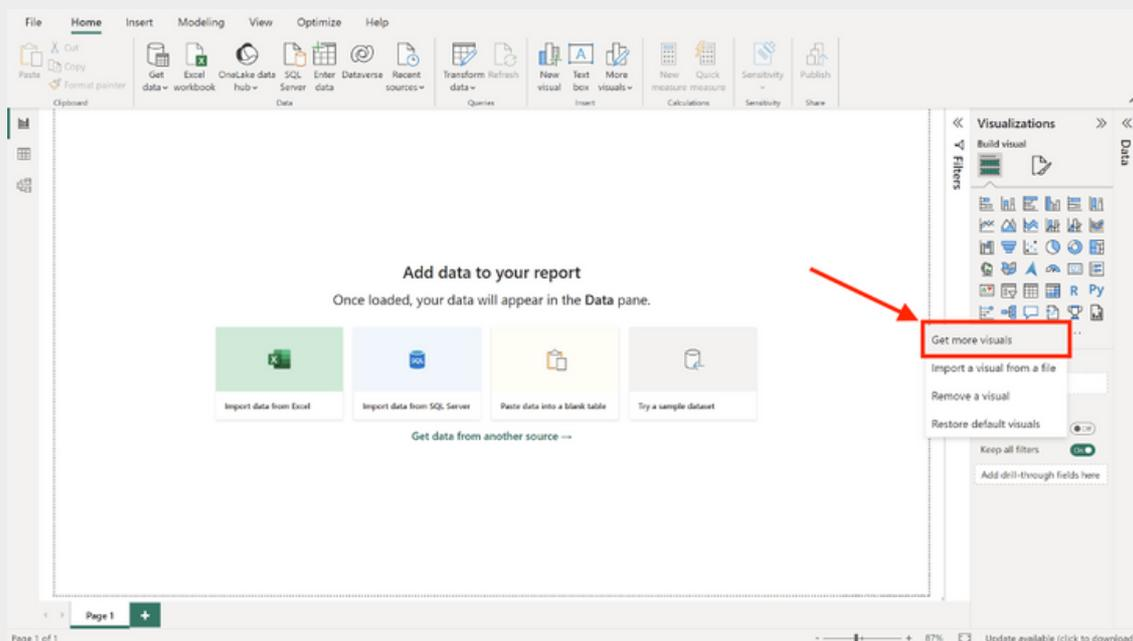 File Home Insert Modeling View Optimize Help
Paste
Cut
Copy
Format painter
Clipboard
Get data
Excel workbook
OneLake data hub
SQL Server
Enter data
Dataverse
Recent sources
Data
Transform data
Refresh
Queries
New visual
Text box
More visuals
Insert
New measure
Quick measure
Calculations
Sensitivity
Sensitivity
Publish
Share
Visualizations
Build visual
Filters
Data
R Py
Add data to your report
Once loaded, your data will appear in the Data pane.
SQL
Import data from Excel
Import data from SQL Server
Paste data into a blank table
Try a sample dataset
Get data from another source →
Get more visuals
Import a visual from a file
Remove a visual
Restore default visuals
Off
Keep all filters
On
Add drill-through fields here
Page 1
Page 1 of 1
- + 87%
Update available (click to download